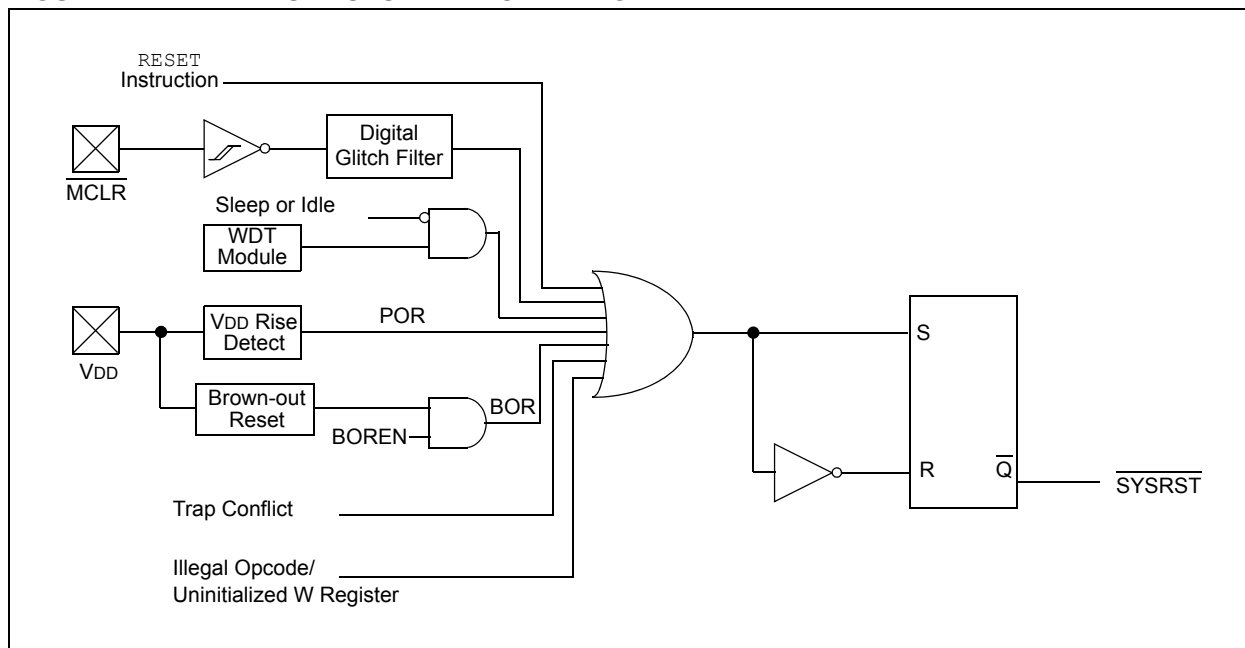 RESET
Instruction
Digital
Glitch Filter
MCLR
Sleep or Idle
WDT
Module
VDD Rise
Detect
POR
VDD
Brown-out
Reset
BOR
BOREN
S
R
Q
SYSRST
Trap Conflict
Illegal Opcode/
Uninitialized W Register